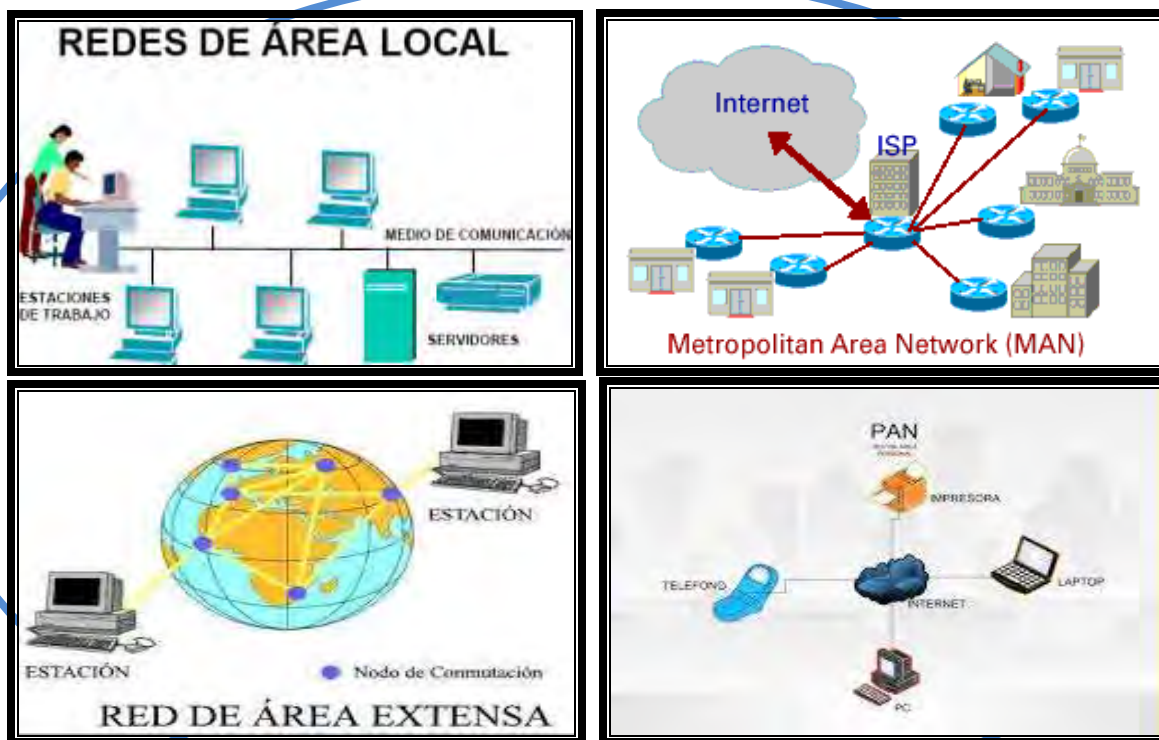 REDES DE ÁREA LOCAL
MEDIO DE COMUNICACIÓN
ESTACIONES
DE TRABAJO
SERVIDORES
Internet
ISP
Metropolitan Area Network (MAN)
ESTACIÓN
ESTACIÓN
Nodo de Conmutación
RED DE ÁREA EXTENSA
PAN
IMPRESORA
TELEFONO
LAPTOP
INTERNET
PC